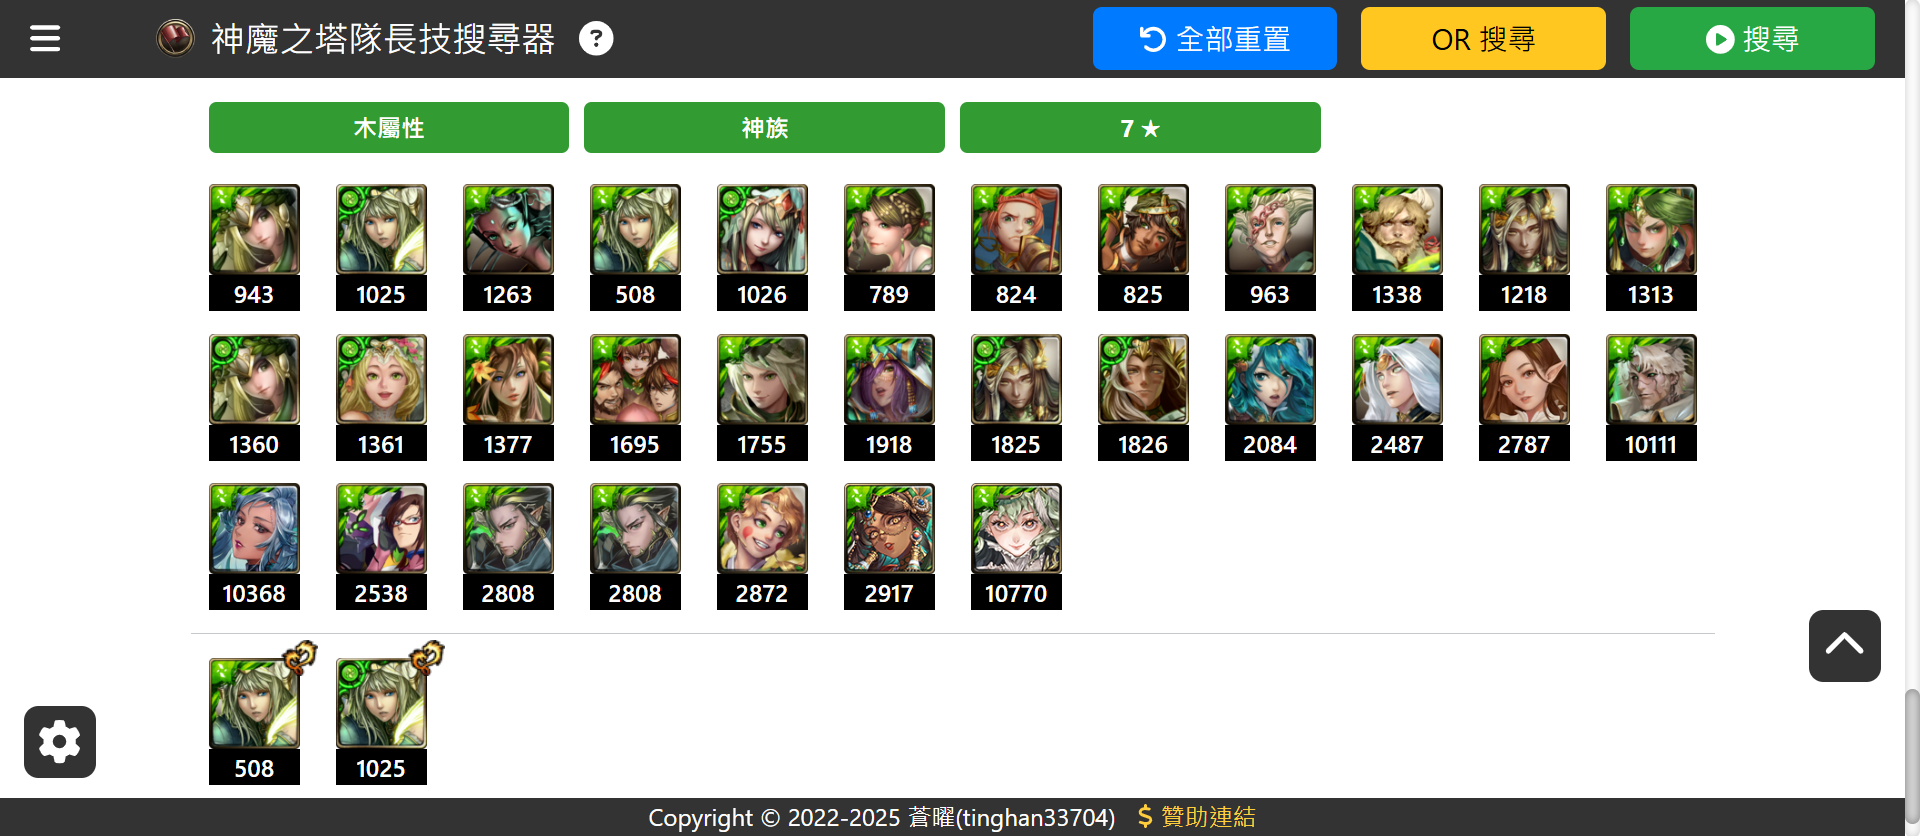 神魔之塔隊長技搜尋器 ?
全部重置
OR 搜尋
搜尋
木屬性
神族
7 ★
943 1025 1263 508 1026 789 824 825 963 1338 1218 1313
1360 1361 1377 1695 1755 1918 1825 1826 2084 2487 2787 10111
10368 2538 2808 2808 2872 2917 10770
508 1025
Copyright © 2022-2025 蒼曜(tinghan33704) $ 贊助連結